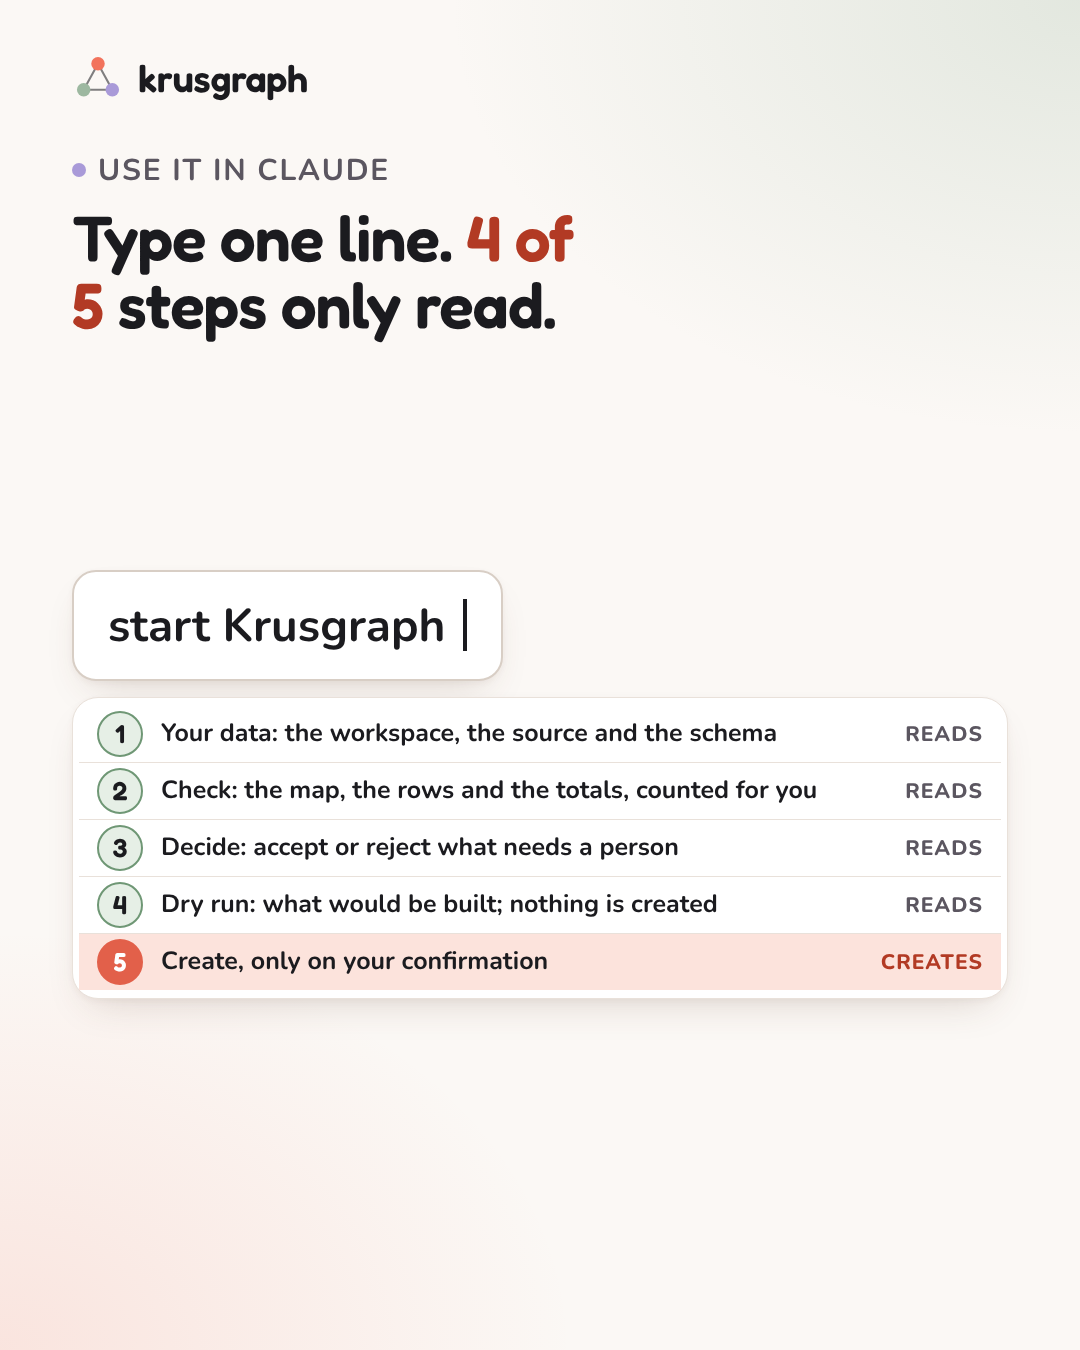 krusgraph
USE IT IN CLAUDE
Type one line. 4 of
5 steps only read.
start Krusgraph
1 Your data: the workspace, the source and the schema READS
2 Check: the map, the rows and the totals, counted for you READS
3 Decide: accept or reject what needs a person READS
4 Dry run: what would be built; nothing is created READS
5 Create, only on your confirmation CREATES